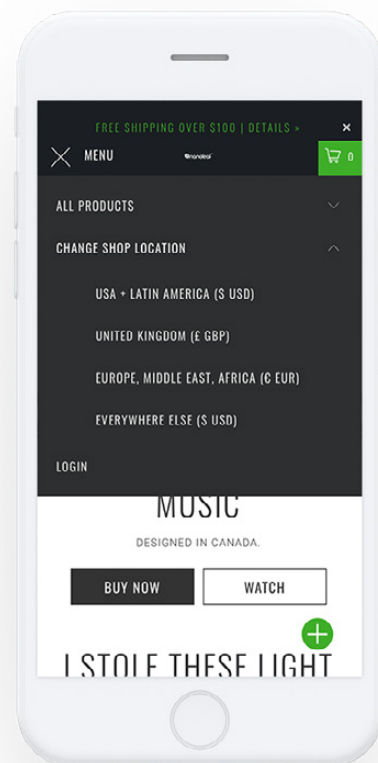 FREE SHIPPING OVER $100 | DETAILS > ×
MENU nanoleaf 0
ALL PRODUCTS
CHANGE SHOP LOCATION
USA + LATIN AMERICA ($ USD)
UNITED KINGDOM (£ GBP)
EUROPE, MIDDLE EAST, AFRICA (€ EUR)
EVERYWHERE ELSE ($ USD)
LOGIN
MUSIC
DESIGNED IN CANADA.
BUY NOW WATCH
I STOLE THESE LIGHT